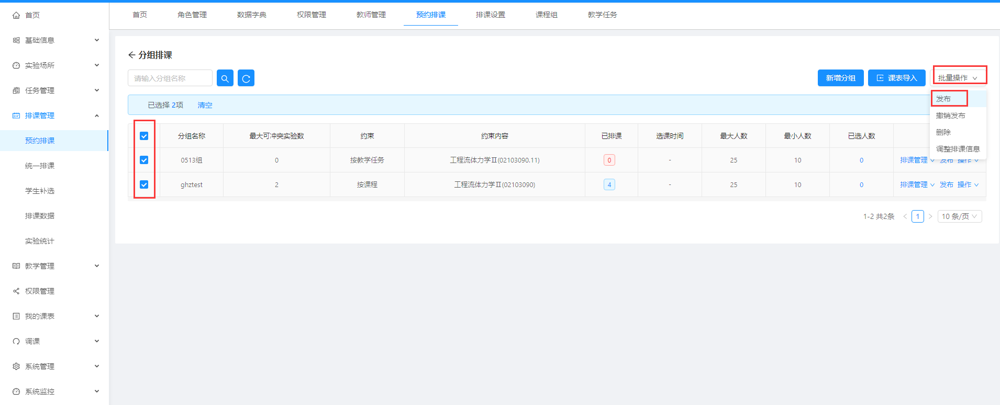 首页
基础信息
实验场所
任务管理
排课管理
预约排课
统一排课
学生补选
排课数据
实验统计
教学管理
权限管理
我的课表
调课
系统管理
系统监控
首页 角色管理 数据字典 权限管理 教师管理 预约排课 排课设置 课程组 教学任务
分组排课
请输入分组名称 新增分组 课表导入 批量操作
发布
撤销发布
删除
调整排课信息
已选择 2项 清空
分组名称 最大可冲突实验数 约束 约束内容 已排课 选课时间 最大人数 最小人数 已选人数
0513组 0 按教学任务 工程流体力学Ⅱ(02103090.11) 0 - 25 10 0 排课管理 发布 操作
ghztest 2 按课程 工程流体力学Ⅱ(02103090) 4 - 25 10 0 排课管理 发布 操作
1-2 共2条 < 1 > 10 条/页